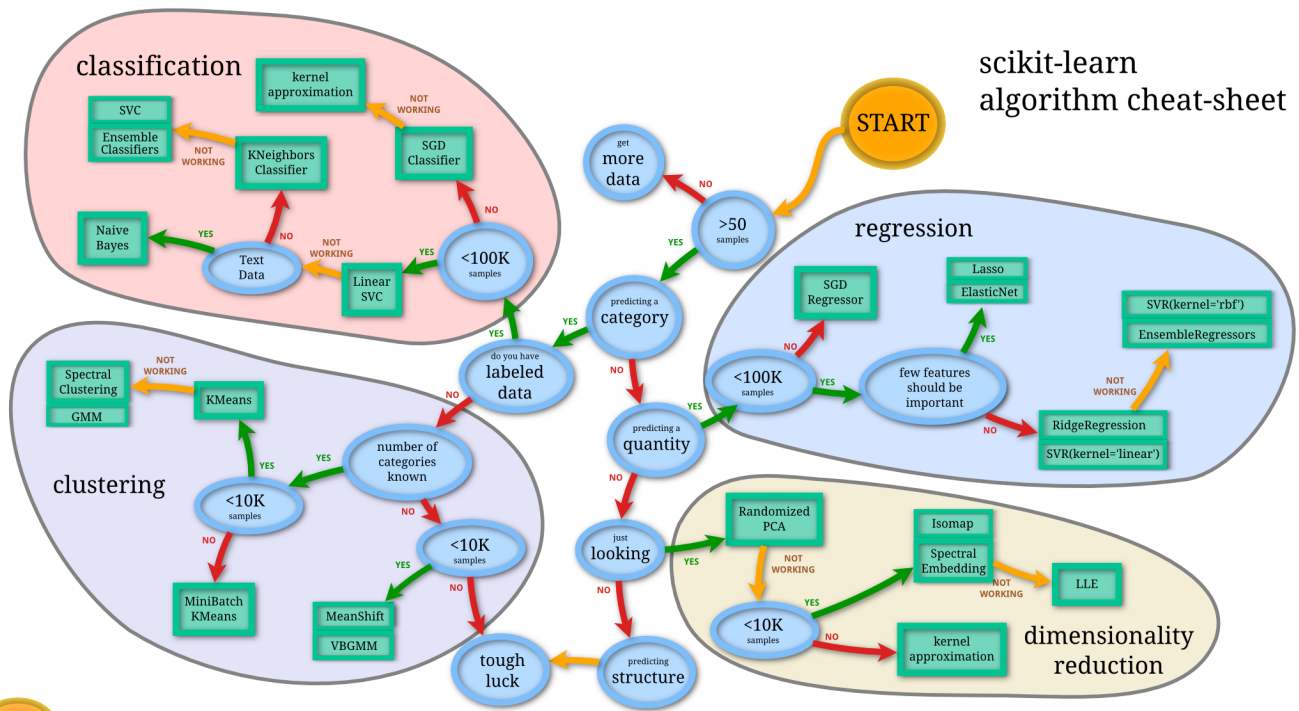 scikit-learn
algorithm cheat-sheet
START
get
more
data
NO
>50
samples
YES
predicting a
category
YES
NO
do you have
labeled
data
YES
NO
predicting a
quantity
YES
NO
just
looking
YES
NO
predicting
structure
tough
luck
classification
kernel
approximation
NOT
WORKING
SGD
Classifier
NO
<100K
samples
YES
Linear
SVC
NOT
WORKING
Text
Data
YES
Naive
Bayes
NO
KNeighbors
Classifier
NOT
WORKING
SVC
Ensemble
Classifiers
regression
<100K
samples
NO
SGD
Regressor
YES
few features
should be
important
YES
Lasso
ElasticNet
NO
RidgeRegression
SVR(kernel='linear')
NOT
WORKING
SVR(kernel='rbf')
EnsembleRegressors
clustering
number of
categories
known
YES
<10K
samples
YES
KMeans
NOT
WORKING
Spectral
Clustering
GMM
NO
MiniBatch
KMeans
NO
<10K
samples
YES
MeanShift
VBGMM
NO
dimensionality
reduction
Randomized
PCA
NOT
WORKING
<10K
samples
YES
Isomap
Spectral
Embedding
NOT
WORKING
LLE
NO
kernel
approximation